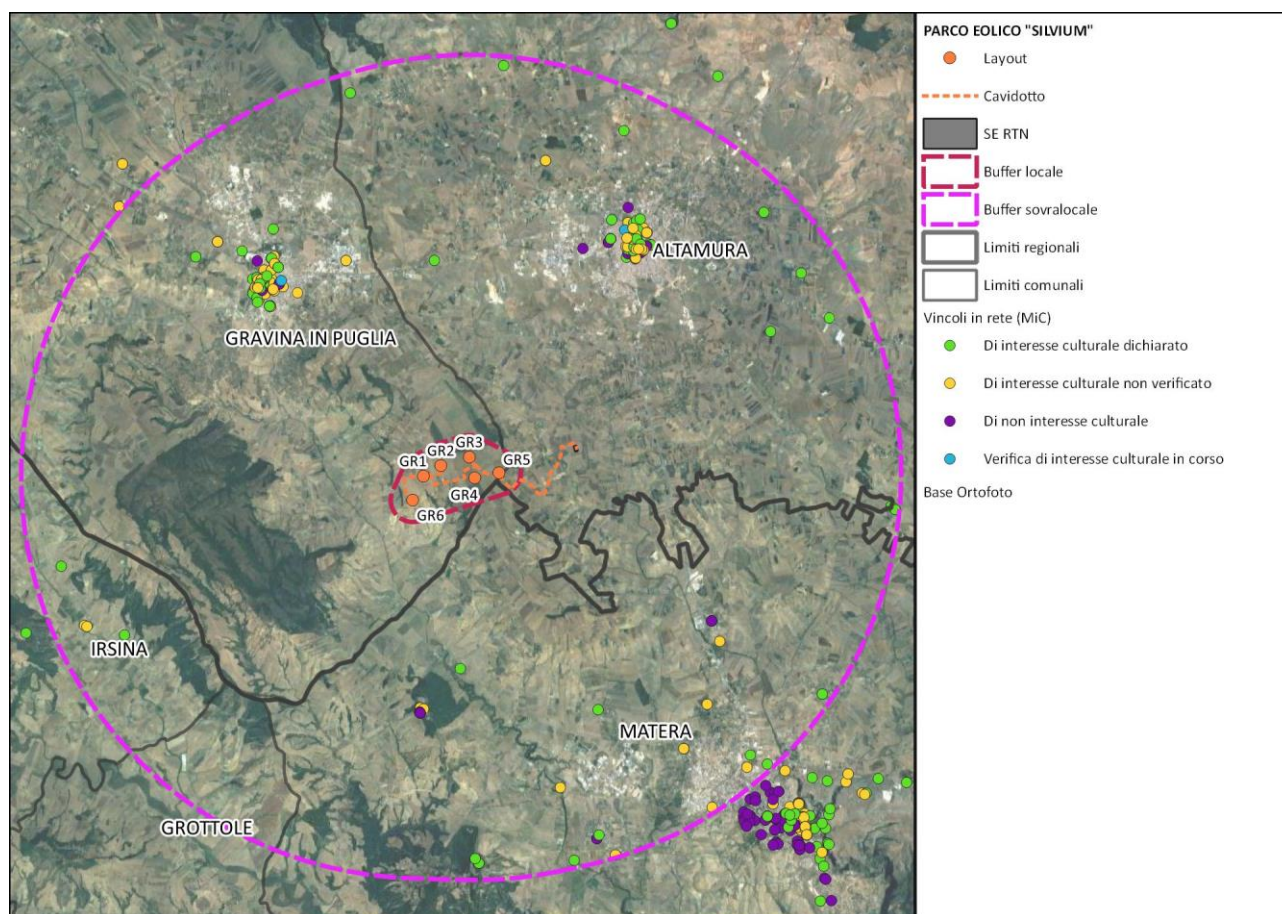 ALTAMURA
GRAVINA IN PUGLIA
GR3
GR2
GR1
GR5
GR4
GR6
IRSINA
MATERA
GROTTOLE
PARCO EOLICO "SILVIUM"
Layout
Cavidotto
SE RTN
Buffer locale
Buffer sovralocale
Limiti regionali
Limiti comunali
Vincoli in rete (MiC)
Di interesse culturale dichiarato
Di interesse culturale non verificato
Di non interesse culturale
Verifica di interesse culturale in corso
Base Ortofoto